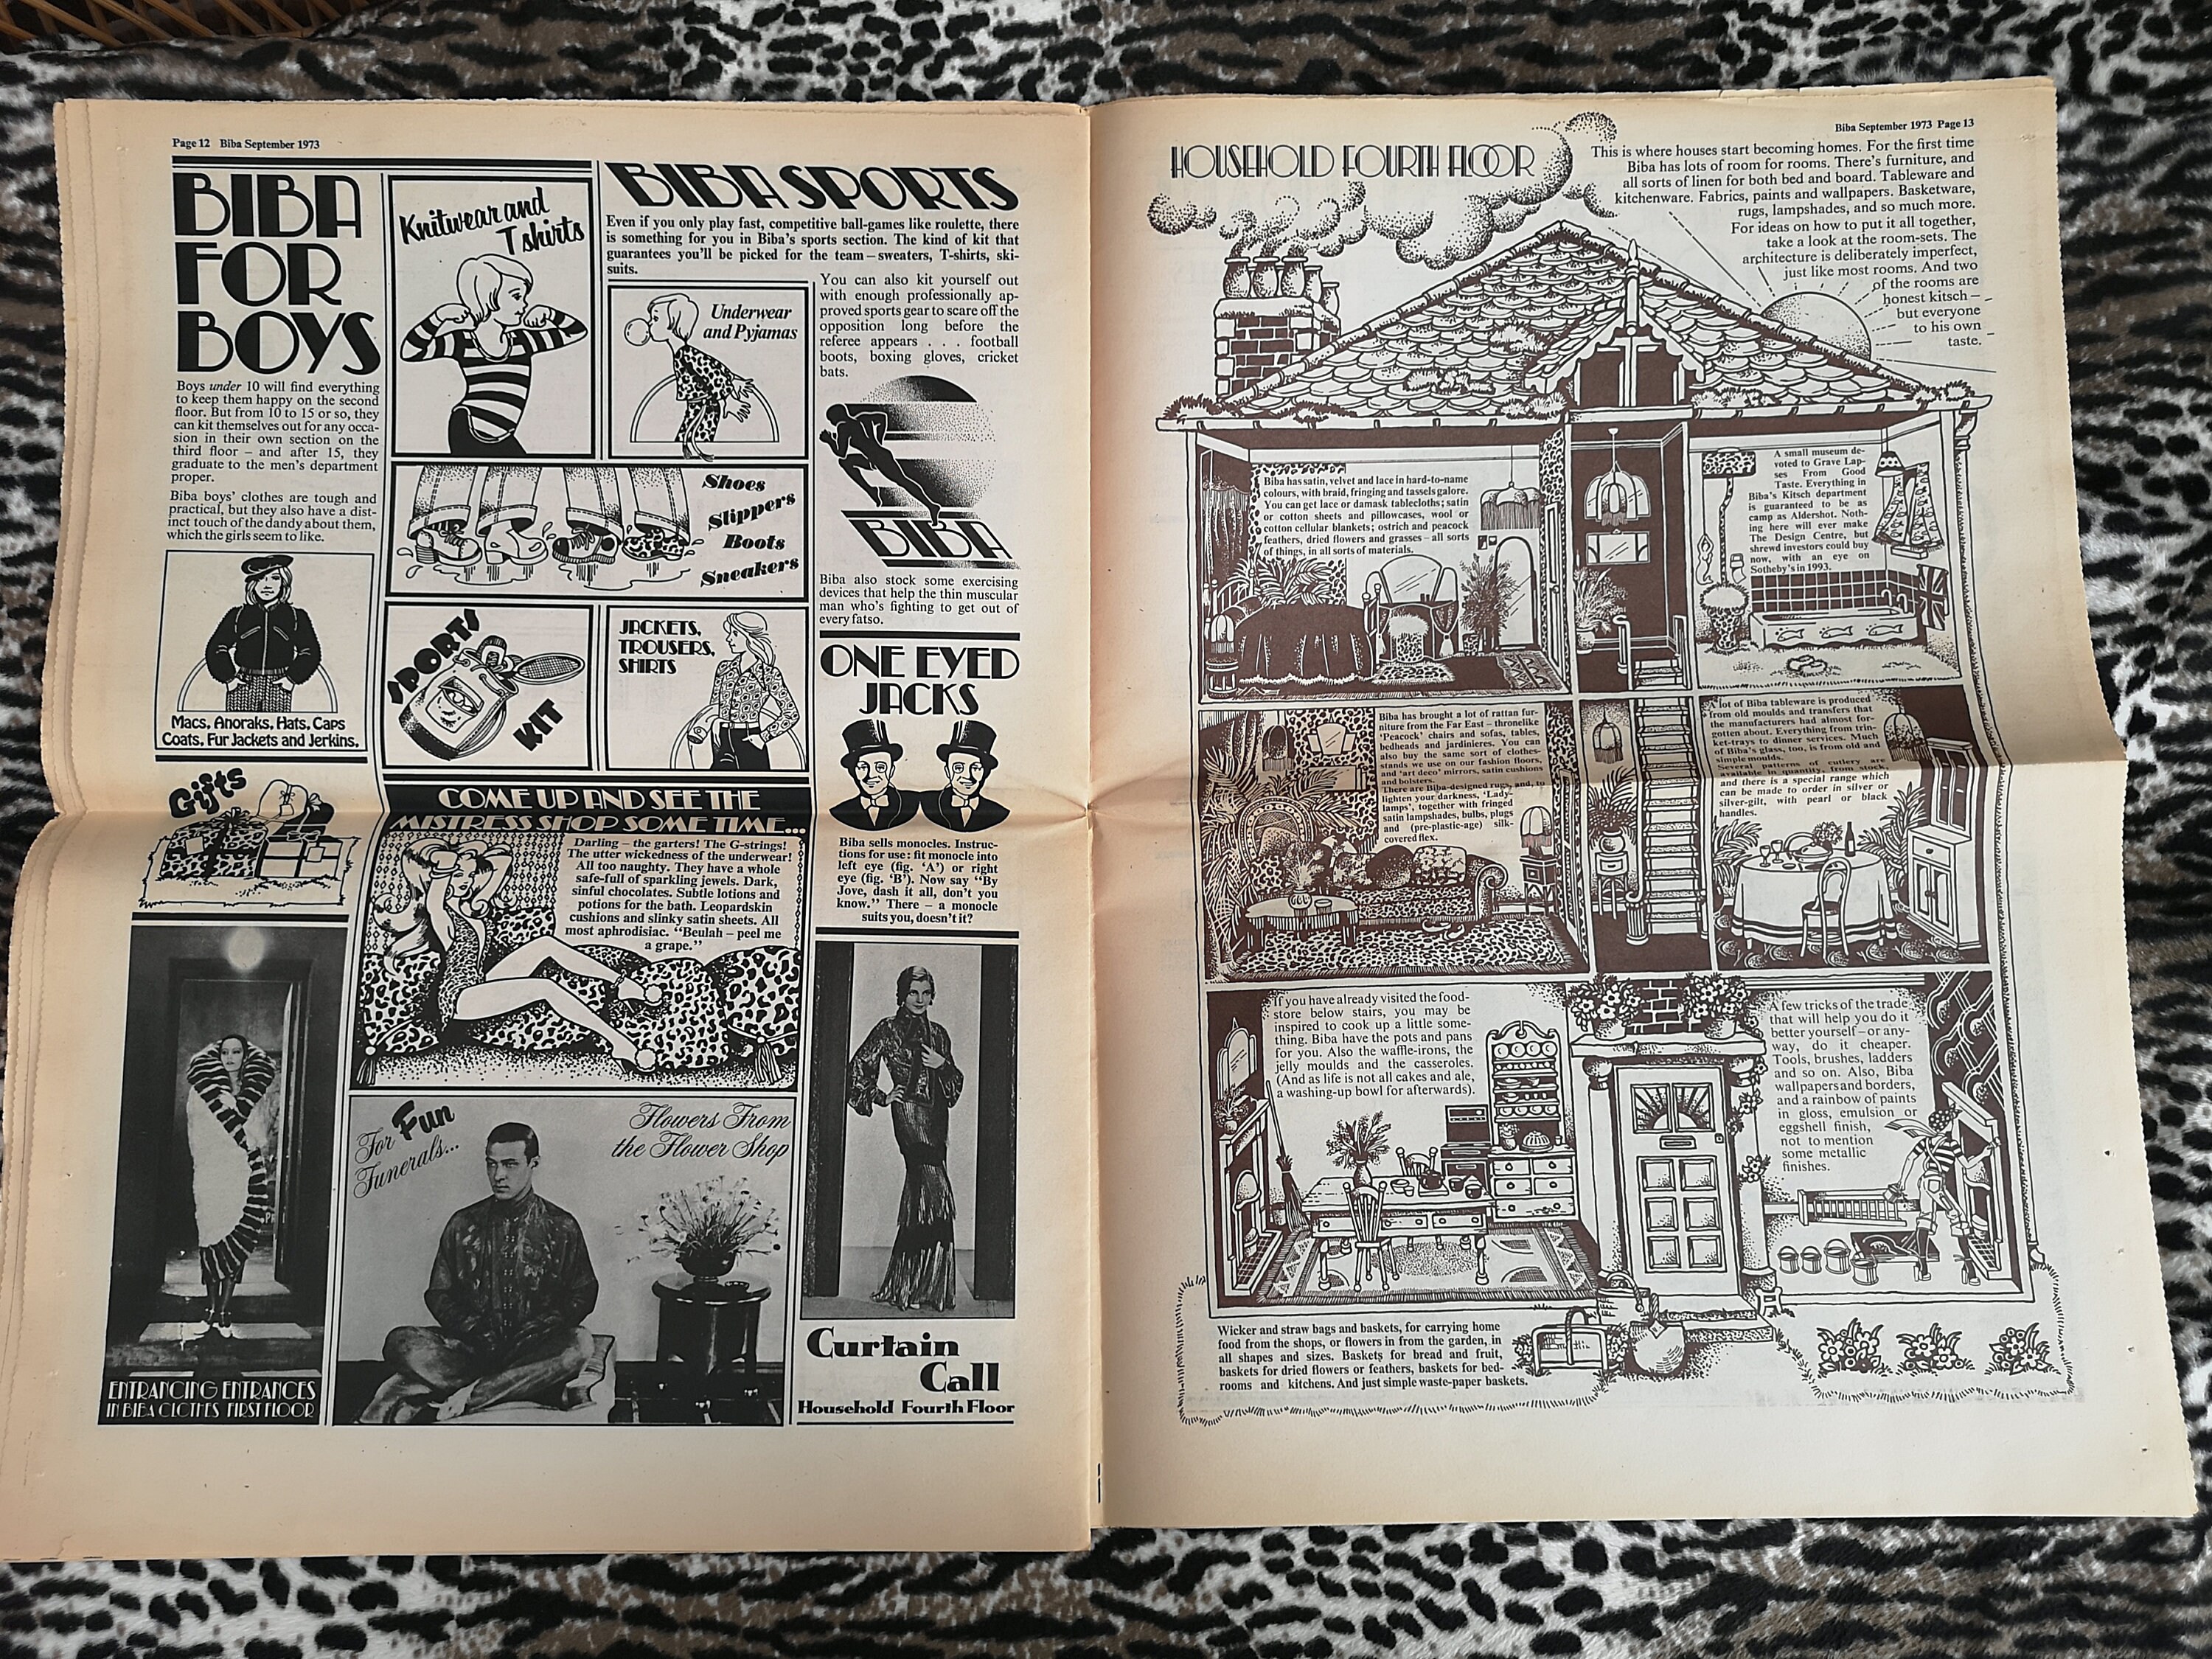 Page 12 Biba September 1973
BIBA
FOR
BOYS
Boys under 10 will find everything
to keep them happy on the second
floor. But from 10 to 15 or so, they
can kit themselves out for any occa-
sion in their own section on the
third floor – and after 15, they
graduate to the men's department
proper.
Biba boys' clothes are tough and
practical, but they also have a dist-
inct touch of the dandy about them,
which the girls seem to like.
Macs, Anoraks, Hats, Caps
Coats, Fur Jackets and Jerkins.
Gifts
ENTRANCING ENTRANCES
IN BIBA CLOTHES FIRST FLOOR
Knitwear and
T shirts
Underwear
and Pyjamas
Shoes
Slippers
Boots
Sneakers
SPORTS
KIT
JACKETS,
TROUSERS,
SHIRTS
COME UP AND SEE THE
MISTRESS SHOP SOME TIME...
Darling – the garters! The G-strings!
The utter wickedness of the underwear!
All too naughty. They have a whole
safe-full of sparkling jewels. Dark,
sinful chocolates. Subtle lotions and
potions for the bath. Leopardskin
cushions and slinky satin sheets. All
most aphrodisiac. "Beulah – peel me
a grape."
For Fun
Funerals...
Flowers From
the Flower Shop
BIBA SPORTS
Even if you only play fast, competitive ball-games like roulette, there
is something for you in Biba's sports section. The kind of kit that
guarantees you'll be picked for the team – sweaters, T-shirts, ski-
suits.
You can also kit yourself out
with enough professionally ap-
proved sports gear to scare off the
opposition long before the
referee appears . . . football
boots, boxing gloves, cricket
bats.
BIBA
Biba also stock some exercising
devices that help the thin muscular
man who's fighting to get out of
every fatso.
ONE EYED
JACKS
Biba sells monocles. Instruc-
tions for use: fit monocle into
left eye (fig. 'A') or right
eye (fig. 'B'). Now say "By
Jove, dash it all, don't you
know." There – a monocle
suits you, doesn't it?
Curtain
Call
Household Fourth Floor
Biba September 1973 Page 13
HOUSEHOLD FOURTH FLOOR
This is where houses start becoming homes. For the first time
Biba has lots of room for rooms. There's furniture, and
all sorts of linen for both bed and board. Tableware and
kitchenware. Fabrics, paints and wallpapers. Basketware,
rugs, lampshades, and so much more.
For ideas on how to put it all together,
take a look at the room-sets. The
architecture is deliberately imperfect,
just like most rooms. And two
of the rooms are
honest kitsch –
but everyone
to his own
taste.
Biba has satin, velvet and lace in hard-to-name
colours, with braid, fringing and tassels galore.
You can get lace or damask tablecloths; satin
or cotton sheets and pillowcases, wool or
cotton cellular blankets; ostrich and peacock
feathers, dried flowers and grasses – all sorts
of things, in all sorts of materials.
A small museum de-
voted to Grave Lap-
ses From Good
Taste. Everything in
Biba's Kitsch department
is guaranteed to be as
camp as Aldershot. Noth-
ing here will ever make
The Design Centre, but
shrewd investors could buy
now, with an eye on
Sotheby's in 1993.
Biba has brought a lot of rattan fur-
niture from the Far East – thronelike
'Peacock' chairs and sofas, tables,
bedheads and jardinieres. You can
also buy the same sort of clothes-
stands we use on our fashion floors,
and 'art deco' mirrors, satin cushions
and bolsters.
There are Biba-designed rugs, and, to
lighten your darkness, 'Lady-
lamps', together with fringed
satin lampshades, bulbs, plugs
and (pre-plastic-age) silk-
covered flex.
A lot of Biba tableware is produced
from old moulds and transfers that
the manufacturers had almost for-
gotten about. Everything from trin-
ket-trays to dinner services. Much
of Biba's glass, too, is from old and
simple moulds.
Several patterns of cutlery are
available in quantity, from stock,
and there is a special range which
can be made to order in silver or
silver-gilt, with pearl or black
handles.
If you have already visited the food-
store below stairs, you may be
inspired to cook up a little some-
thing. Biba have the pots and pans
for you. Also the waffle-irons, the
jelly moulds and the casseroles.
(And as life is not all cakes and ale,
a washing-up bowl for afterwards).
A few tricks of the trade
that will help you do it
better yourself – or any-
way, do it cheaper.
Tools, brushes, ladders
and so on. Also, Biba
wallpapers and borders,
and a rainbow of paints
in gloss, emulsion or
eggshell finish,
not to mention
some metallic
finishes.
Wicker and straw bags and baskets, for carrying home
food from the shops, or flowers in from the garden, in
all shapes and sizes. Baskets for bread and fruit,
baskets for dried flowers or feathers, baskets for bed-
rooms and kitchens. And just simple waste-paper baskets.